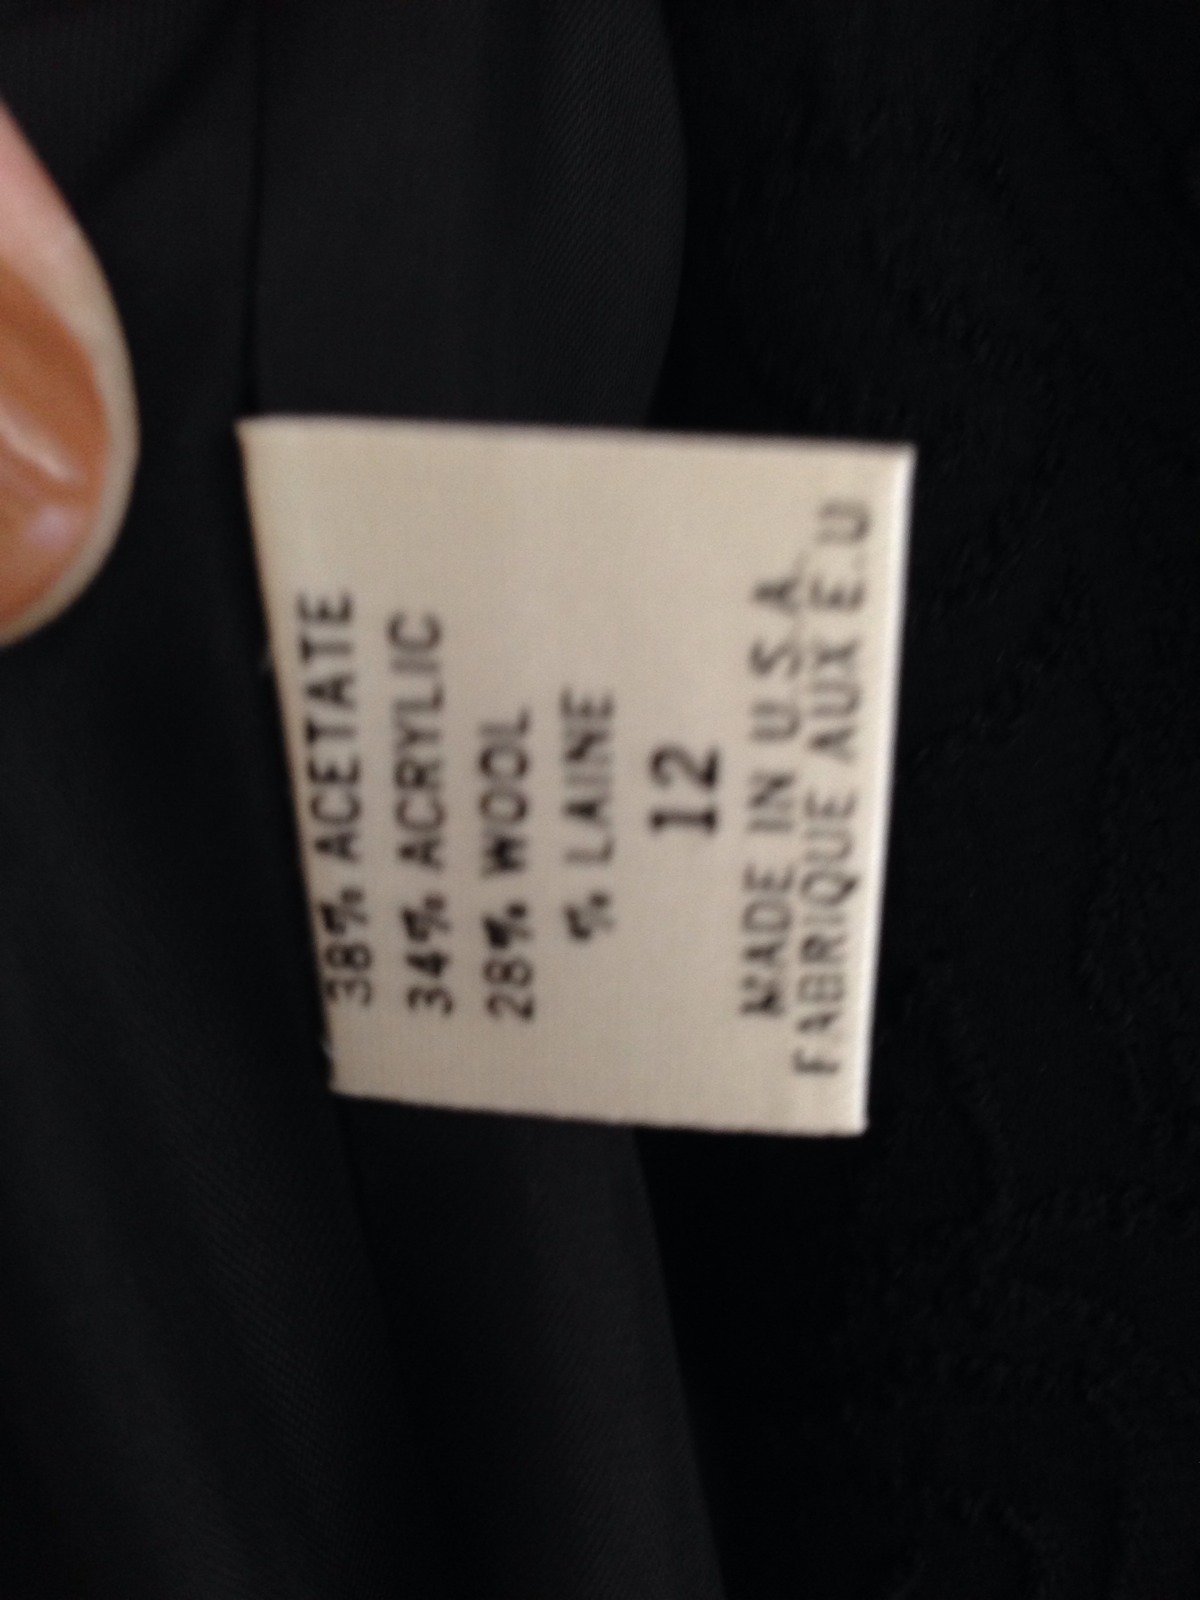 38% ACETATE
34% ACRYLIC
28% WOOL
% LAINE
12
MADE IN U.S.A.
FABRIQUE AUX E.U